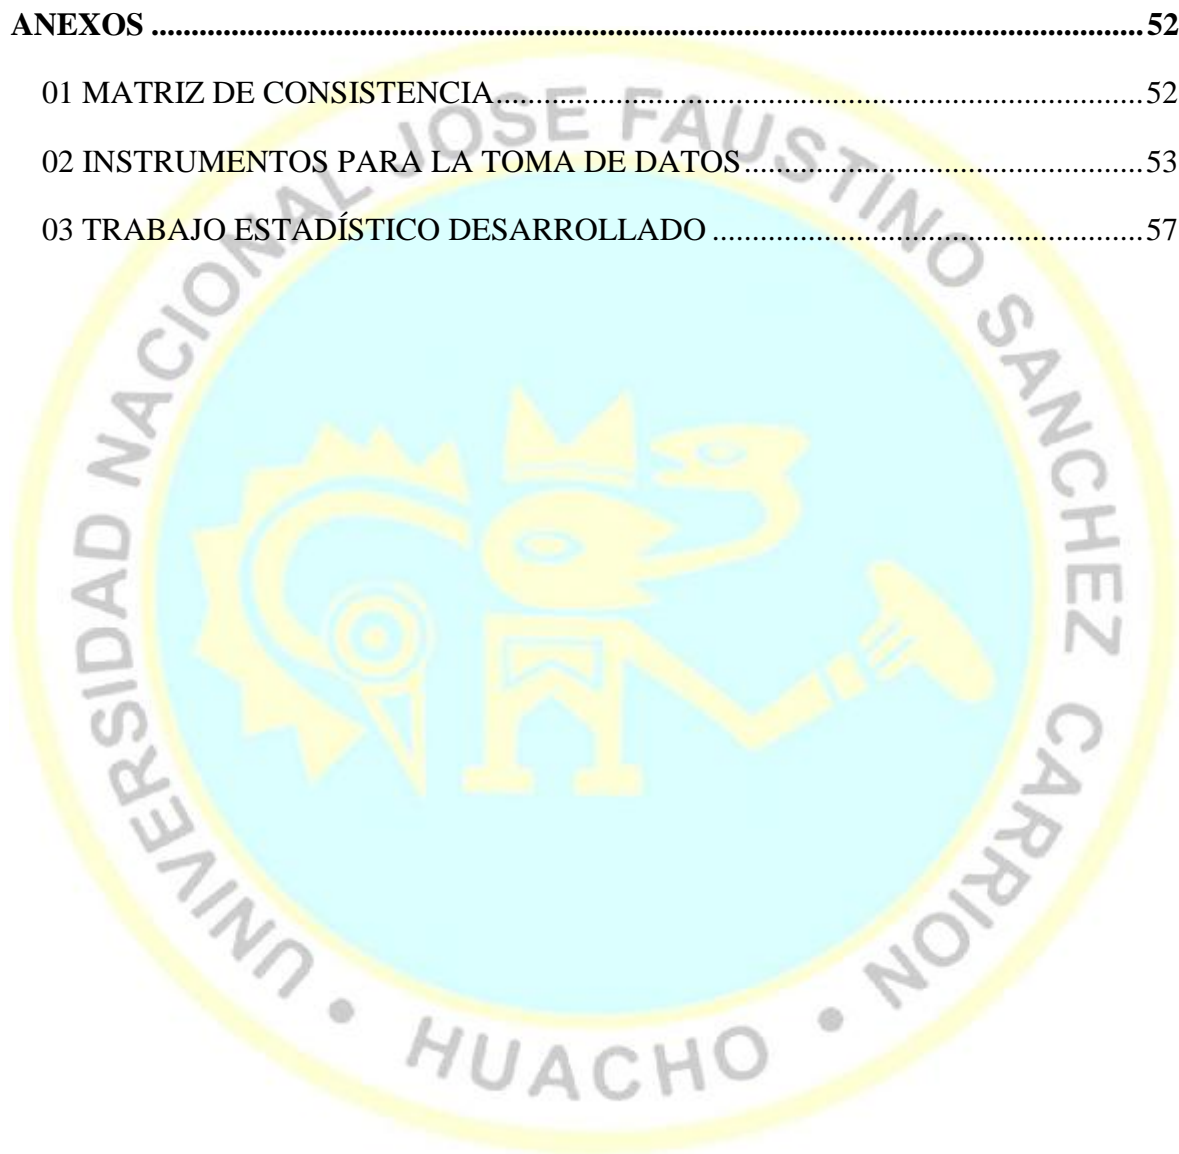 ANEXOS ........................................................................................................................ 52
01 MATRIZ DE CONSISTENCIA.................................................................................. 52
02 INSTRUMENTOS PARA LA TOMA DE DATOS ................................................... 53
03 TRABAJO ESTADÍSTICO DESARROLLADO ....................................................... 57
UNIVERSIDAD NACIONAL JOSE FAUSTINO SANCHEZ CARRION • HUACHO •